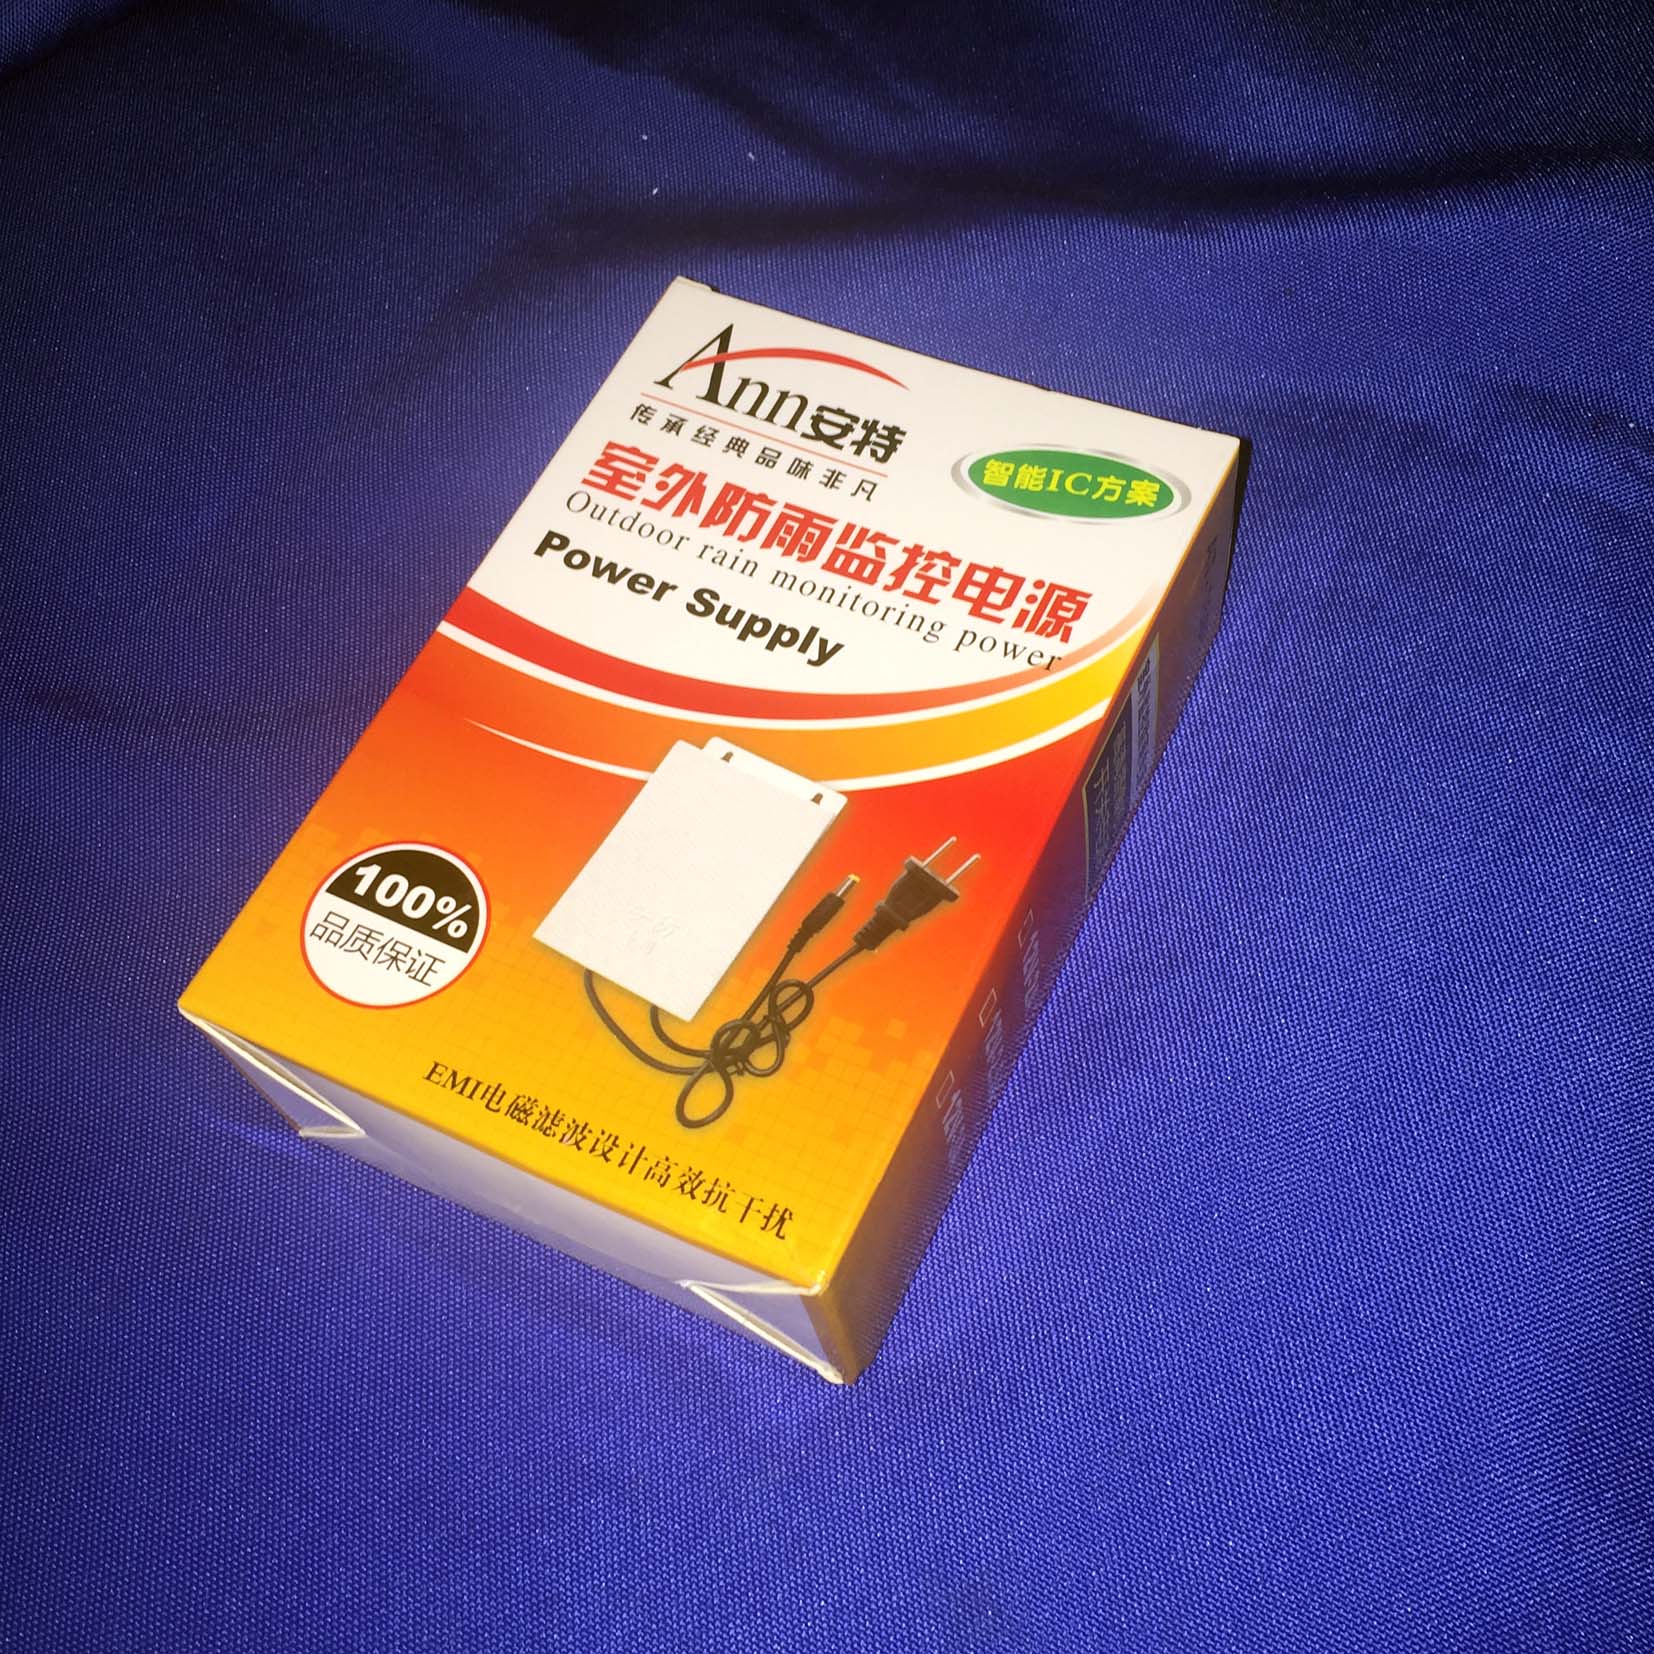 Ann安特
传承经典品味非凡
智能IC方案
室外防雨监控电源
Outdoor rain monitoring power
Power Supply
100%
品质保证
EMI电磁滤波设计高效抗干扰